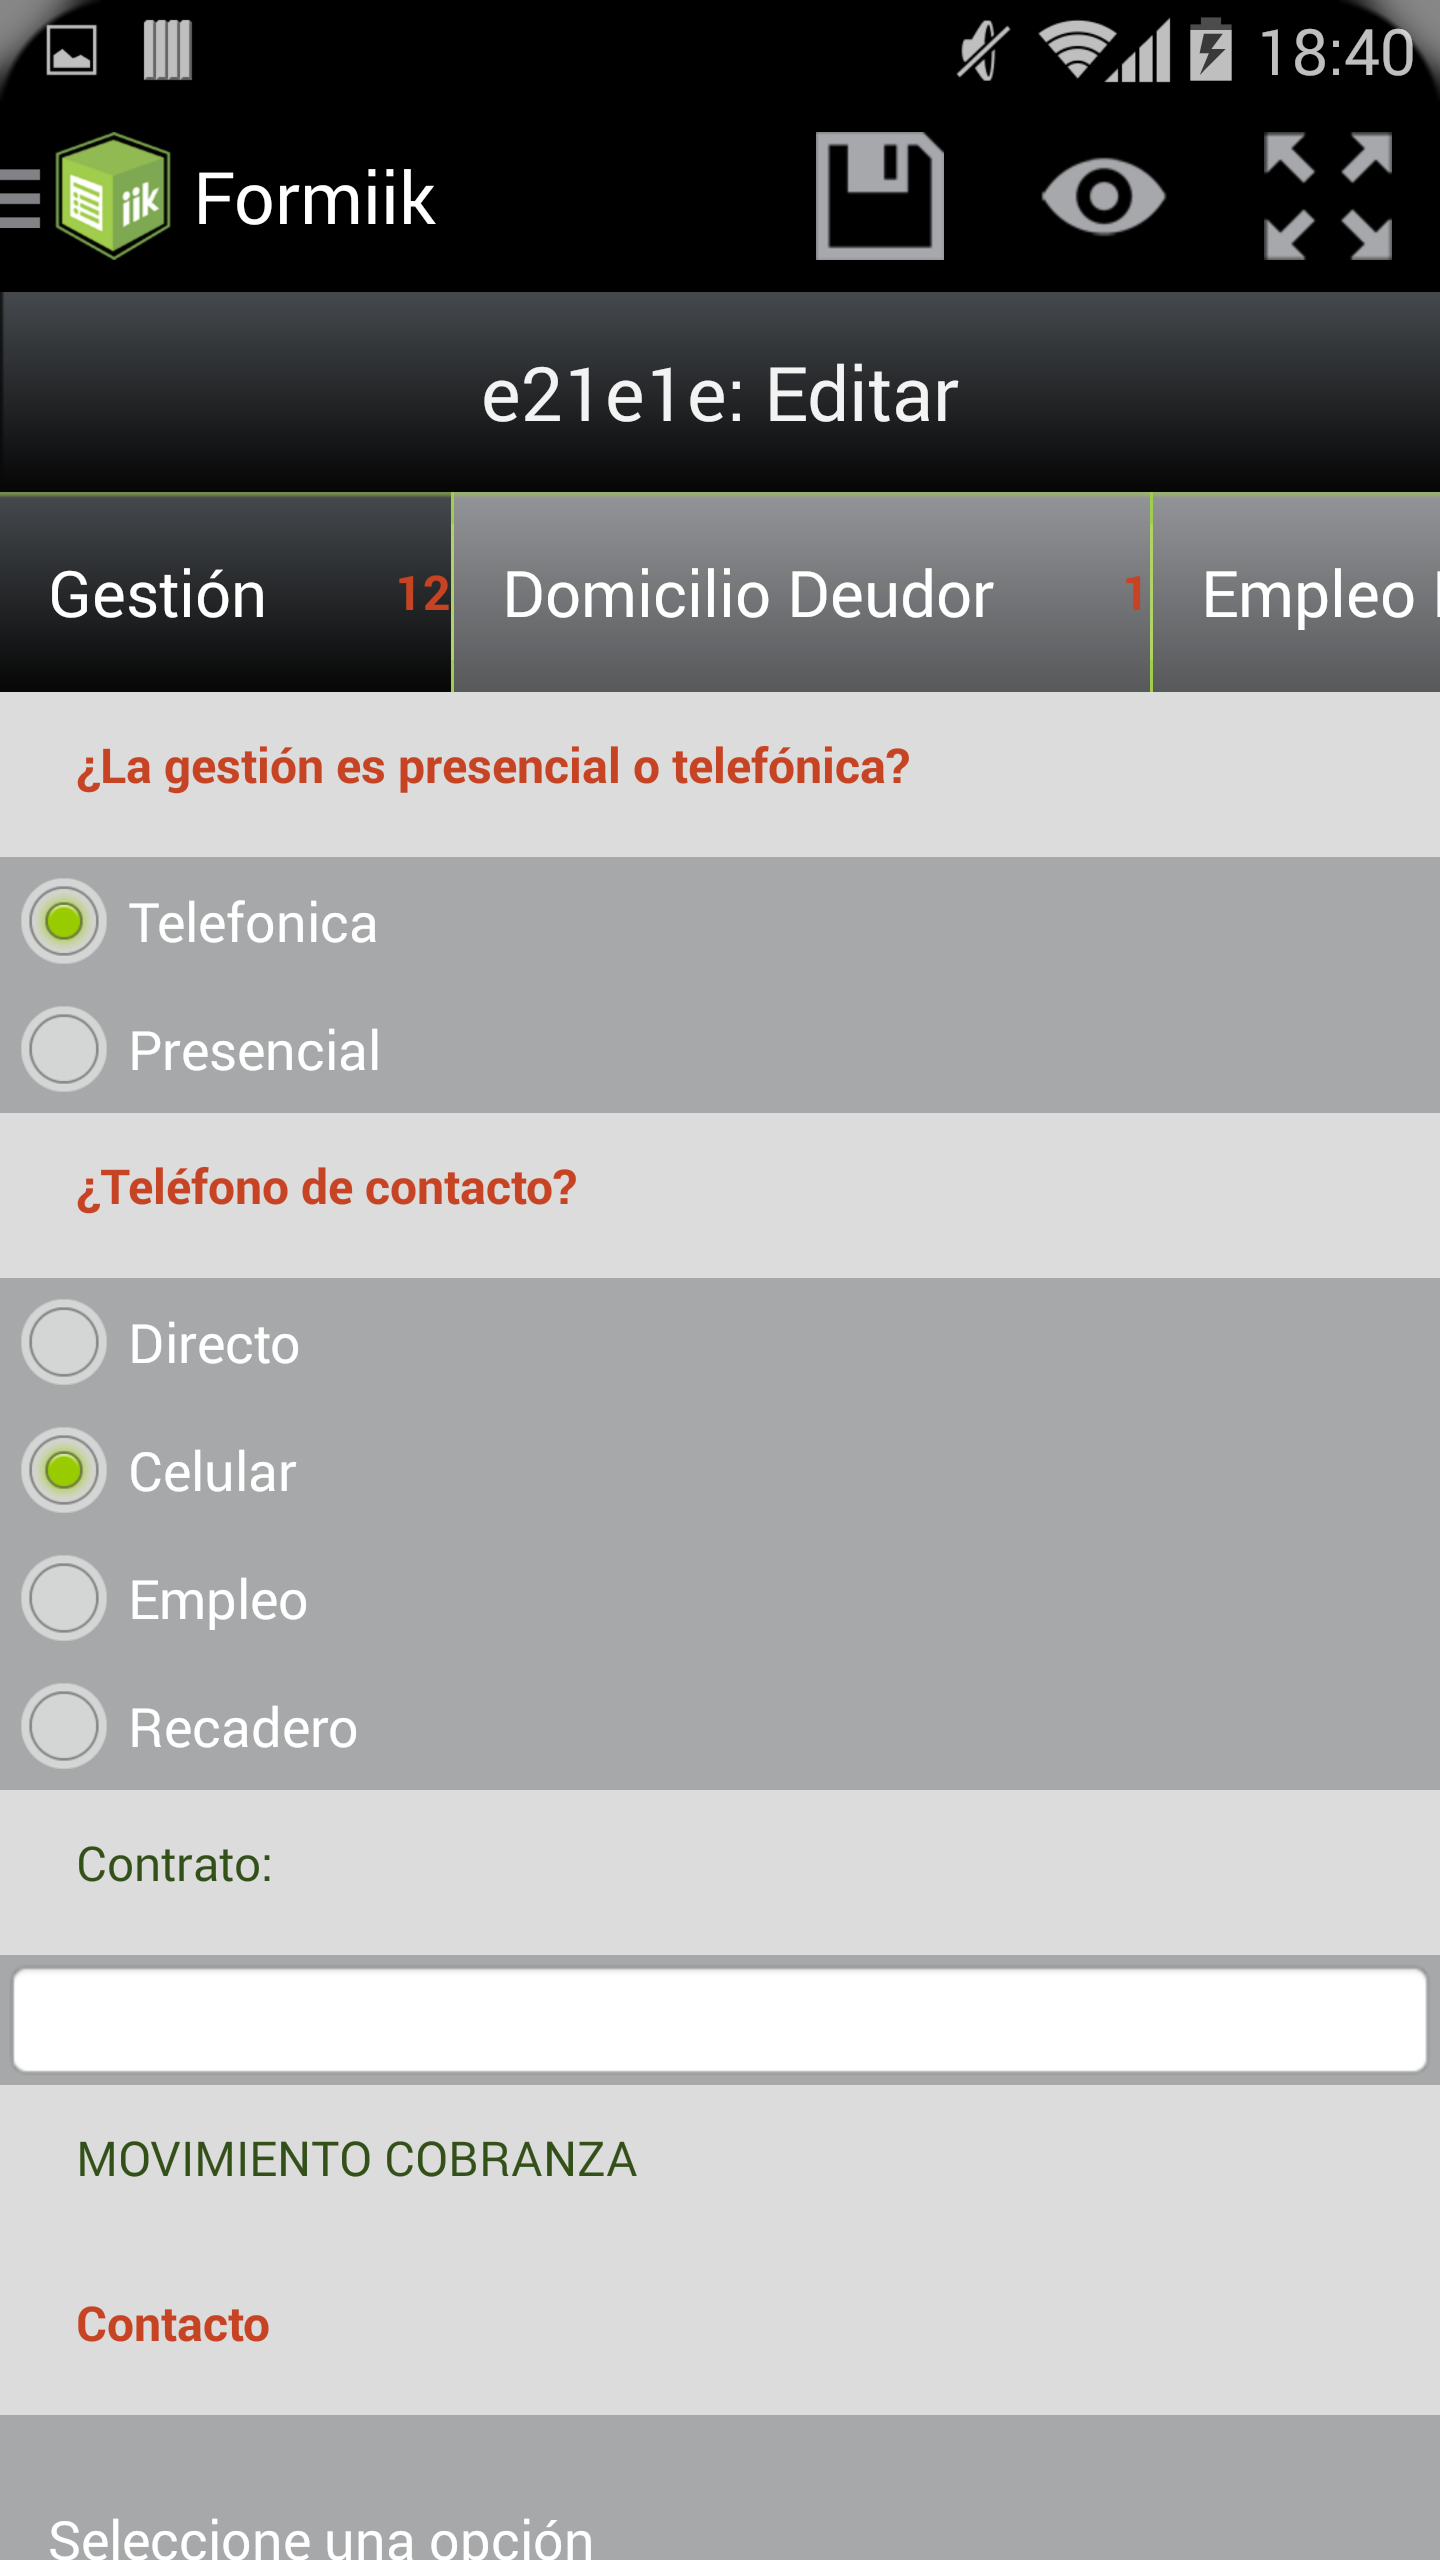 18:40
iik Formiik
e21e1e: Editar
Gestión 12 Domicilio Deudor 1 Empleo
¿La gestión es presencial o telefónica?
Telefonica
Presencial
¿Teléfono de contacto?
Directo
Celular
Empleo
Recadero
Contrato:
MOVIMIENTO COBRANZA
Contacto
Seleccione una opción